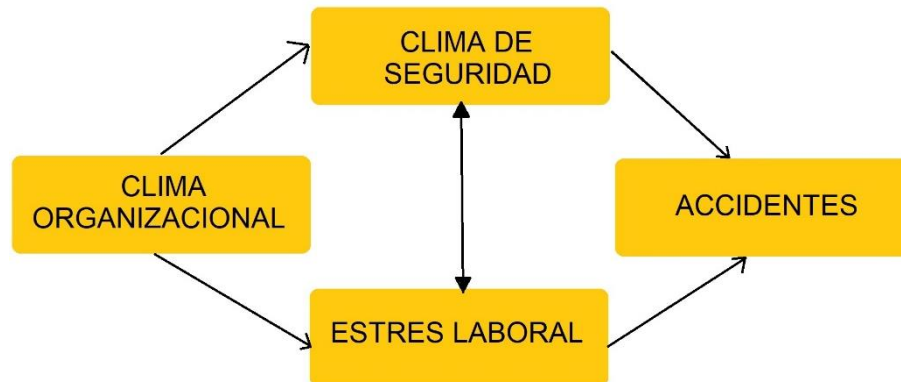 CLIMA DE
SEGURIDAD
CLIMA
ORGANIZACIONAL
ACCIDENTES
ESTRES LABORAL